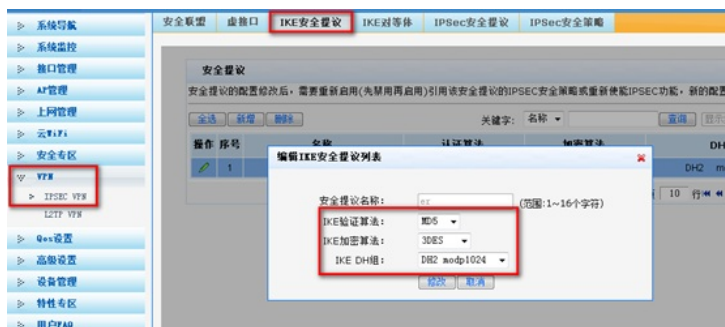 系统导航
系统监控
接口管理
AP管理
上网管理
云WiFi
安全专区
VPN
IPSEC VPN
L2TP VPN
Qos设置
高级设置
设备管理
特性专区
用户FAQ
安全联盟 虚接口 IKE安全提议 IKE对等体 IPSec安全提议 IPSec安全策略
安全提议
安全提议的配置修改后，需要重新启用(先禁用再启用)引用该安全提议的IPSEC安全策略或重新使能IPSEC功能，新的配置
全选 新增 删除 关键字： 名称 查询 显示
操作 序号 名称 认证算法 加密算法 DH
1 DH2
10 行
编辑IKE安全提议列表
安全提议名称： er (范围:1~16个字符)
IKE验证算法： MD5
IKE加密算法： 3DES
IKE DH组： DH2 modp1024
修改 取消